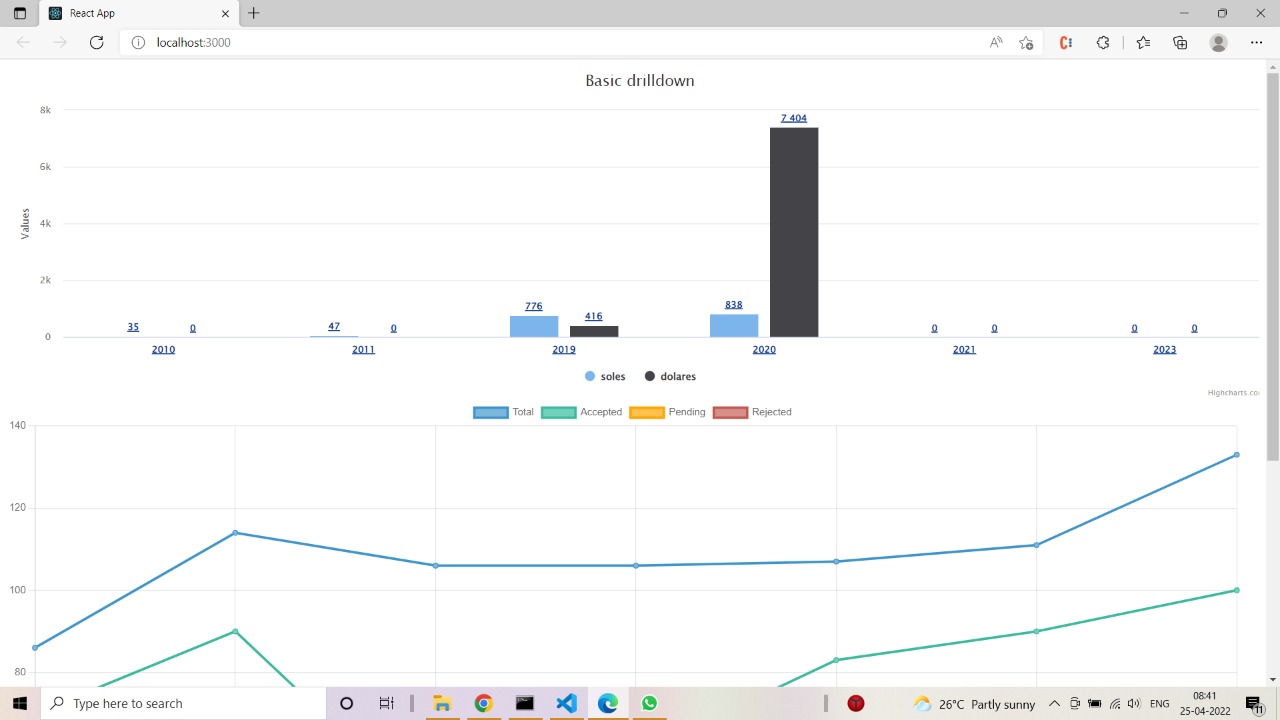 React App
localhost:3000
Basic drilldown
8k
6k
4k
2k
0
Values
35 0 47 0 776 416 838 7 404 0 0 0 0
2010 2011 2019 2020 2021 2023
soles dolares
Highcharts.co
Total Accepted Pending Rejected
140
120
100
80
Type here to search
26°C Partly sunny
ENG
08:41
25-04-2022
11